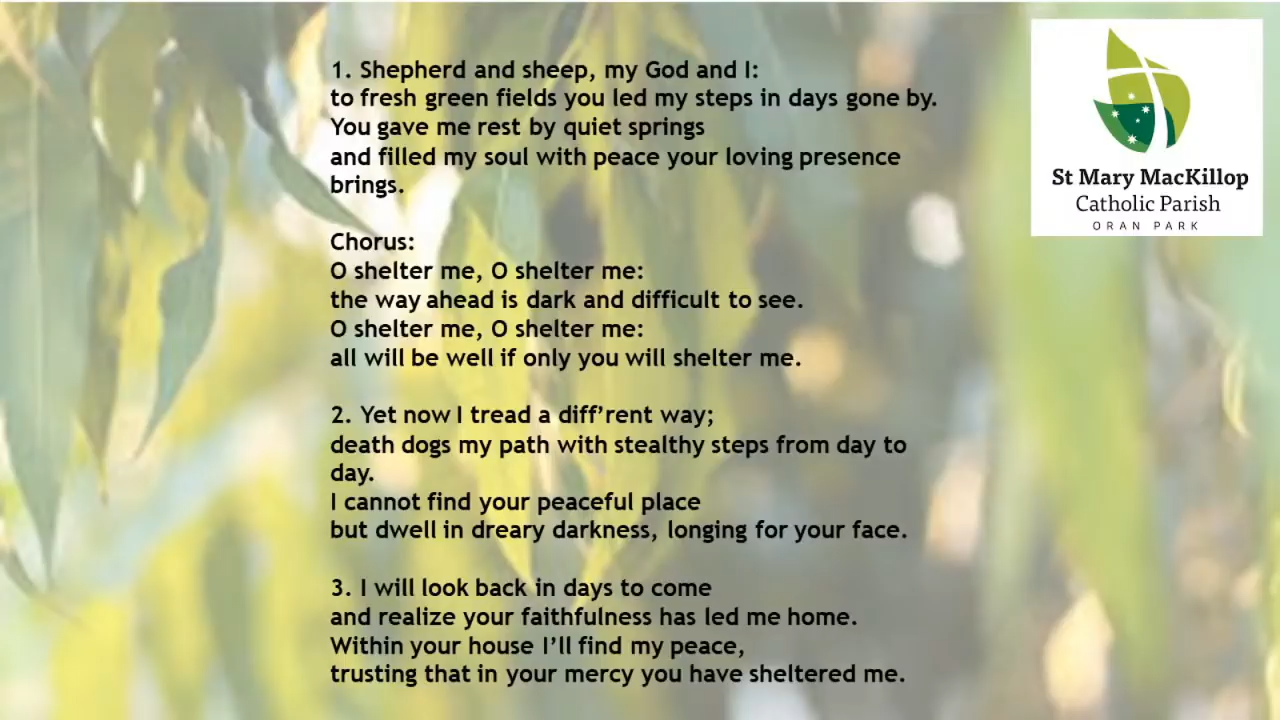 1. Shepherd and sheep, my God and I:
to fresh green fields you led my steps in days gone by.
You gave me rest by quiet springs
and filled my soul with peace your loving presence
brings.
Chorus:
O shelter me, O shelter me:
the way ahead is dark and difficult to see.
O shelter me, O shelter me:
all will be well if only you will shelter me.
2. Yet now I tread a diff’rent way;
death dogs my path with stealthy steps from day to
day.
I cannot find your peaceful place
but dwell in dreary darkness, longing for your face.
3. I will look back in days to come
and realize your faithfulness has led me home.
Within your house I’ll find my peace,
trusting that in your mercy you have sheltered me.
St Mary MacKillop
Catholic Parish
ORAN PARK